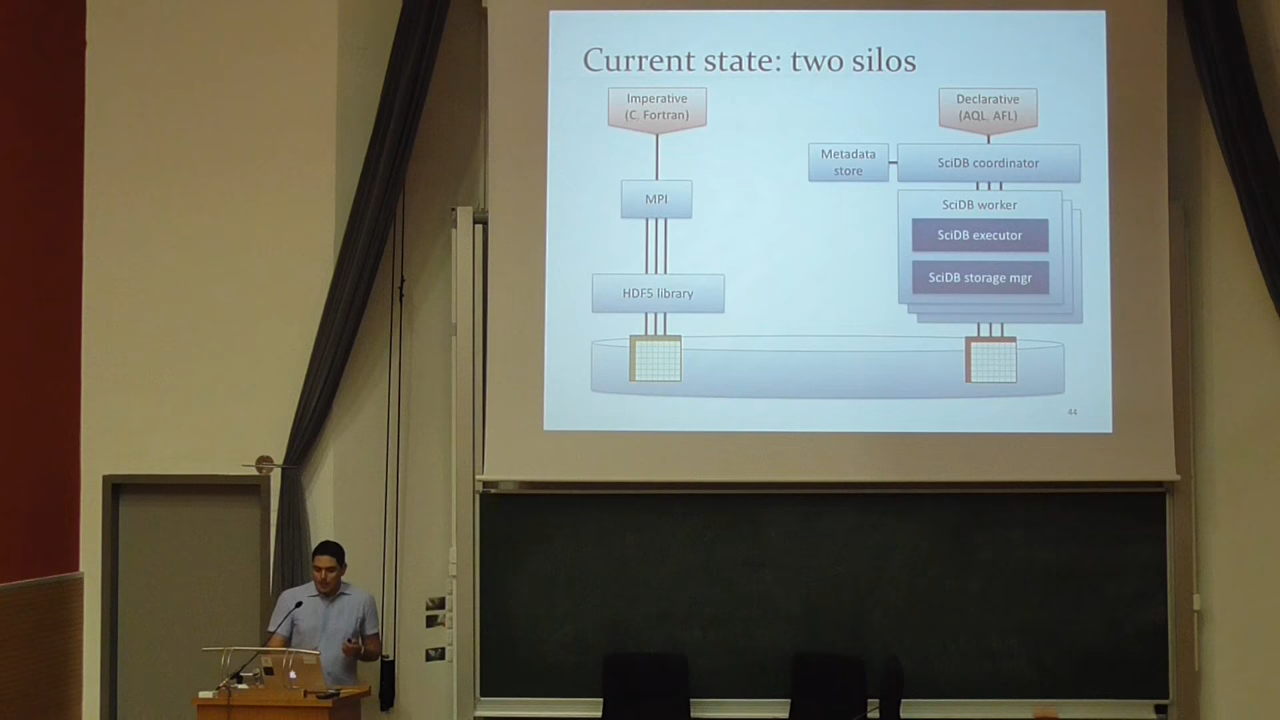 Current state: two silos
Imperative
(C, Fortran)
MPI
HDF5 library
Declarative
(AQL, AFL)
Metadata
store
SciDB coordinator
SciDB worker
SciDB executor
SciDB storage mgr
44